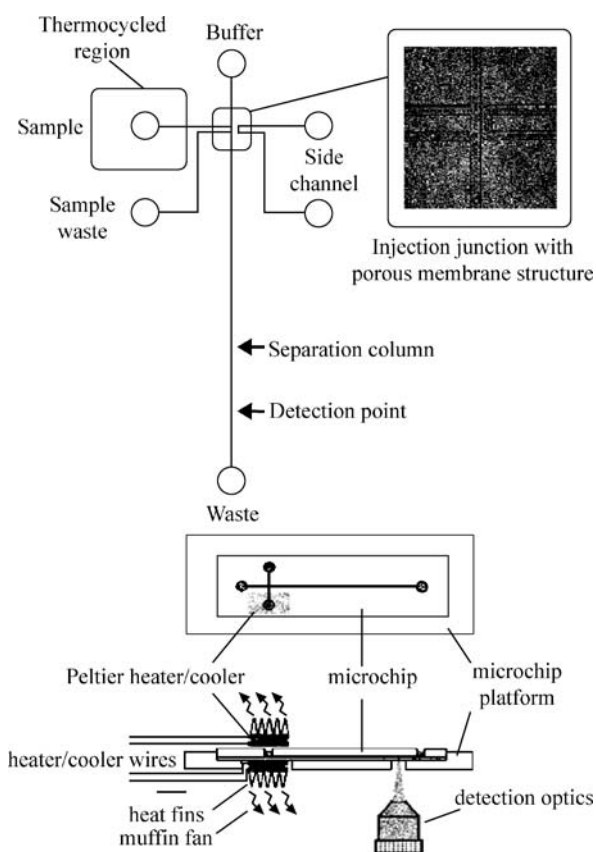 Thermocycled
region
Buffer
Sample
Side
channel
Sample
waste
Injection junction with
porous membrane structure
Separation column
Detection point
Waste
Peltier heater/cooler
microchip
microchip
platform
heater/cooler wires
heat fins
muffin fan
detection optics